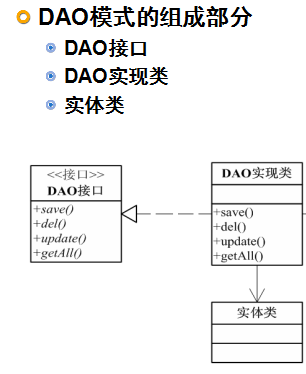 DAO模式的组成部分
DAO接口
DAO实现类
实体类
<<接口>>
DAO接口
+save()
+del()
+update()
+getAll()
DAO实现类
+save()
+del()
+update()
+getAll()
实体类